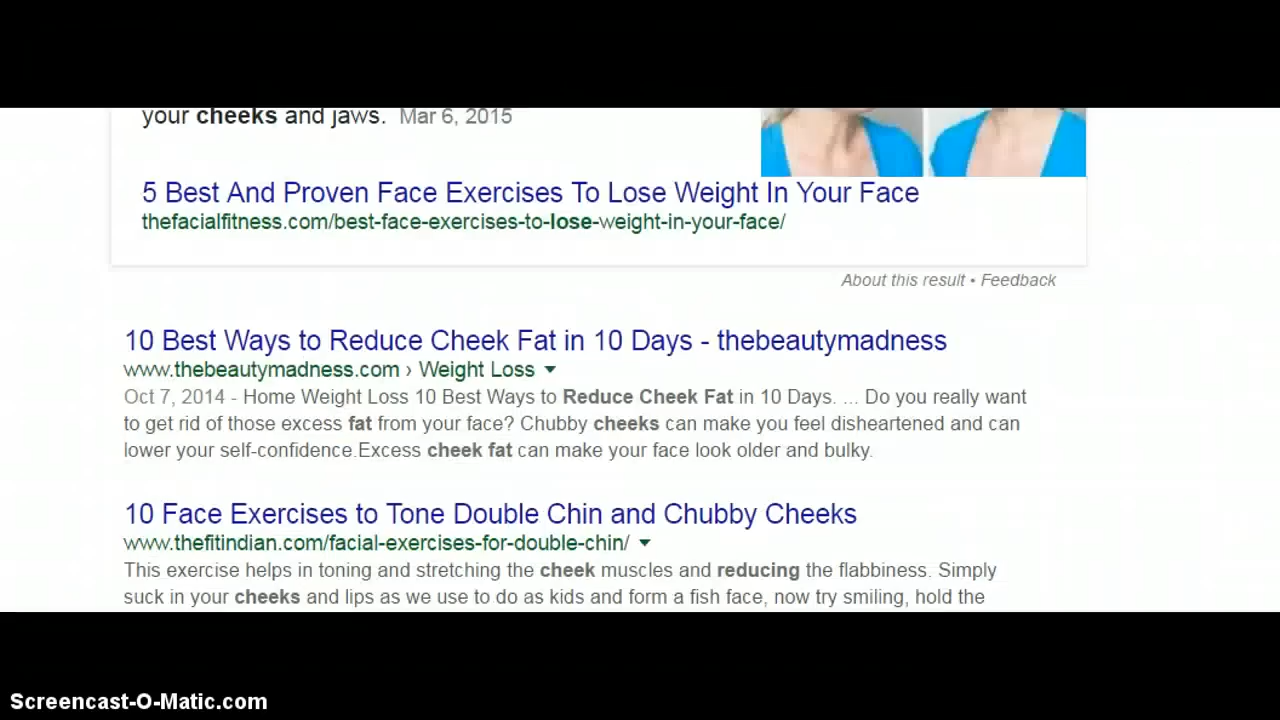 your cheeks and jaws. Mar 6, 2015
5 Best And Proven Face Exercises To Lose Weight In Your Face
thefacialfitness.com/best-face-exercises-to-lose-weight-in-your-face/
About this result • Feedback
10 Best Ways to Reduce Cheek Fat in 10 Days - thebeautymadness
www.thebeautymadness.com › Weight Loss ▼
Oct 7, 2014 - Home Weight Loss 10 Best Ways to Reduce Cheek Fat in 10 Days. ... Do you really want
to get rid of those excess fat from your face? Chubby cheeks can make you feel disheartened and can
lower your self-confidence.Excess cheek fat can make your face look older and bulky.
10 Face Exercises to Tone Double Chin and Chubby Cheeks
www.thefitindian.com/facial-exercises-for-double-chin/ ▼
This exercise helps in toning and stretching the cheek muscles and reducing the flabbiness. Simply
suck in your cheeks and lips as we use to do as kids and form a fish face, now try smiling, hold the
Screencast-O-Matic.com